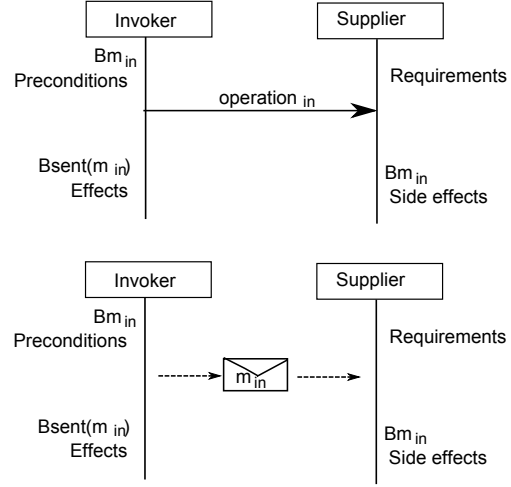 Invoker Supplier
Bm in
Preconditions
Requirements
operation in
Bsent(m in)
Effects
Bm in
Side effects
Invoker Supplier
Bm in
Preconditions
Requirements
m in
Bsent(m in)
Effects
Bm in
Side effects